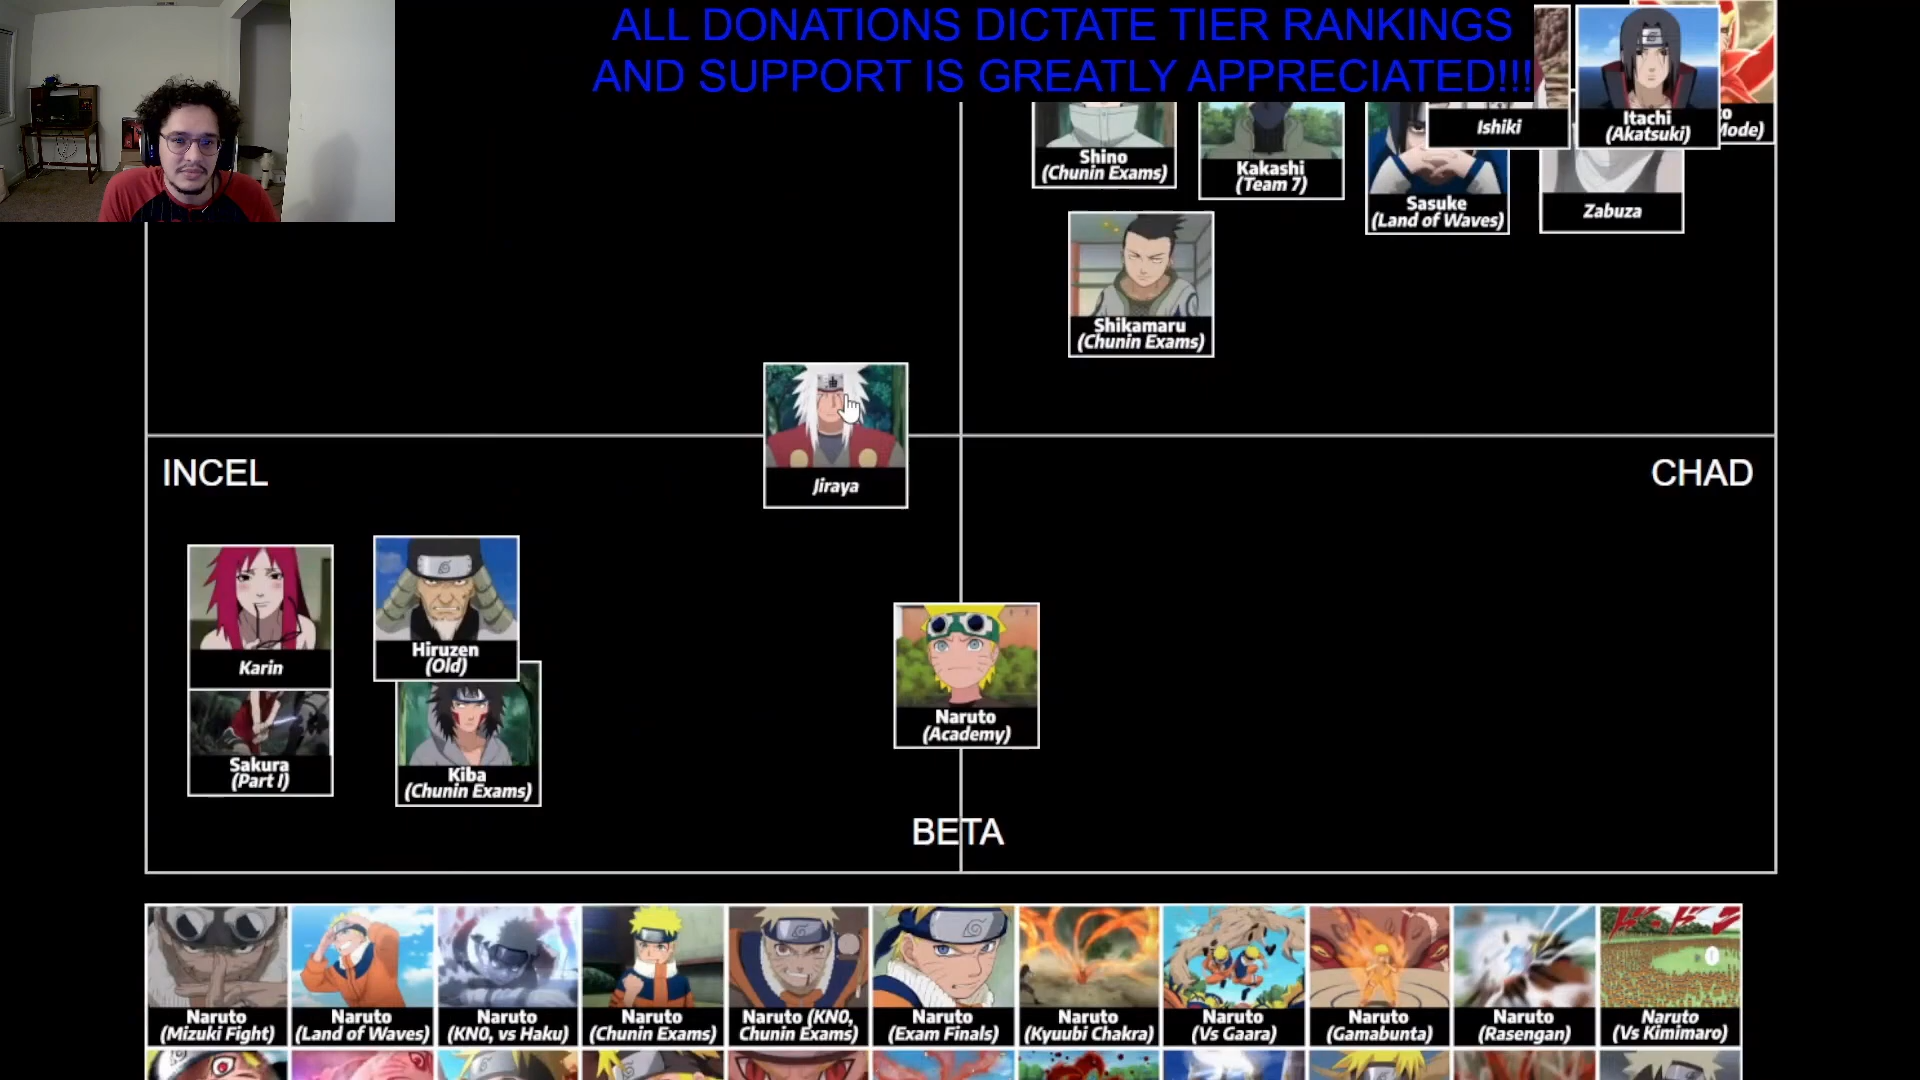 ALL DONATIONS DICTATE TIER RANKINGS
AND SUPPORT IS GREATLY APPRECIATED!!!
Shino
(Chunin Exams)
Kakashi
(Team 7)
Sasuke
(Land of Waves)
Ishiki
Itachi
(Akatsuki)
Mode)
Zabuza
Shikamaru
(Chunin Exams)
Jiraya
INCEL
CHAD
Karin
Hiruzen
(Old)
Sakura
(Part I)
Kiba
(Chunin Exams)
Naruto
(Academy)
BETA
Naruto
(Mizuki Fight)
Naruto
(Land of Waves)
Naruto
(KN0, vs Haku)
Naruto
(Chunin Exams)
Naruto (KN0,
Chunin Exams)
Naruto
(Exam Finals)
Naruto
(Kyuubi Chakra)
Naruto
(Vs Gaara)
Naruto
(Gamabunta)
Naruto
(Rasengan)
Naruto
(Vs Kimimaro)